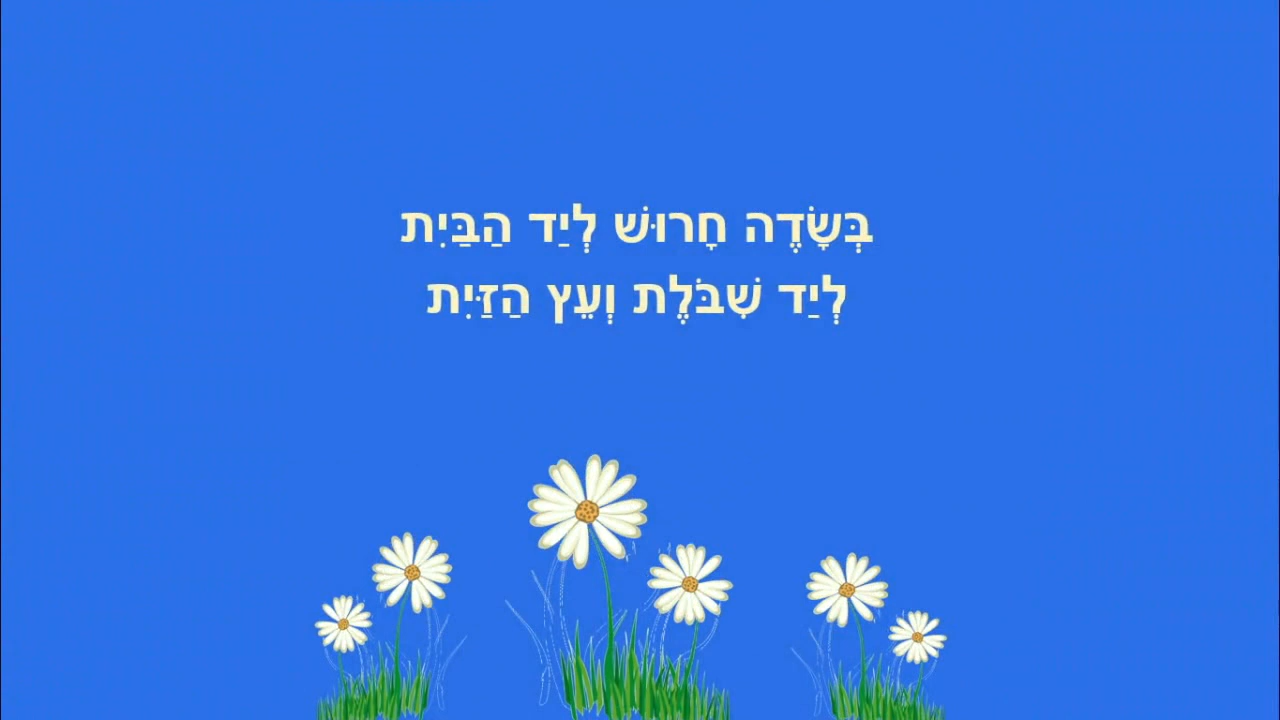 בְּשָׂדֶה חָרוּשׁ לְיַד הַבַּיִת
לְיַד שִׁבֹּלֶת וְעֵץ הַזַּיִת